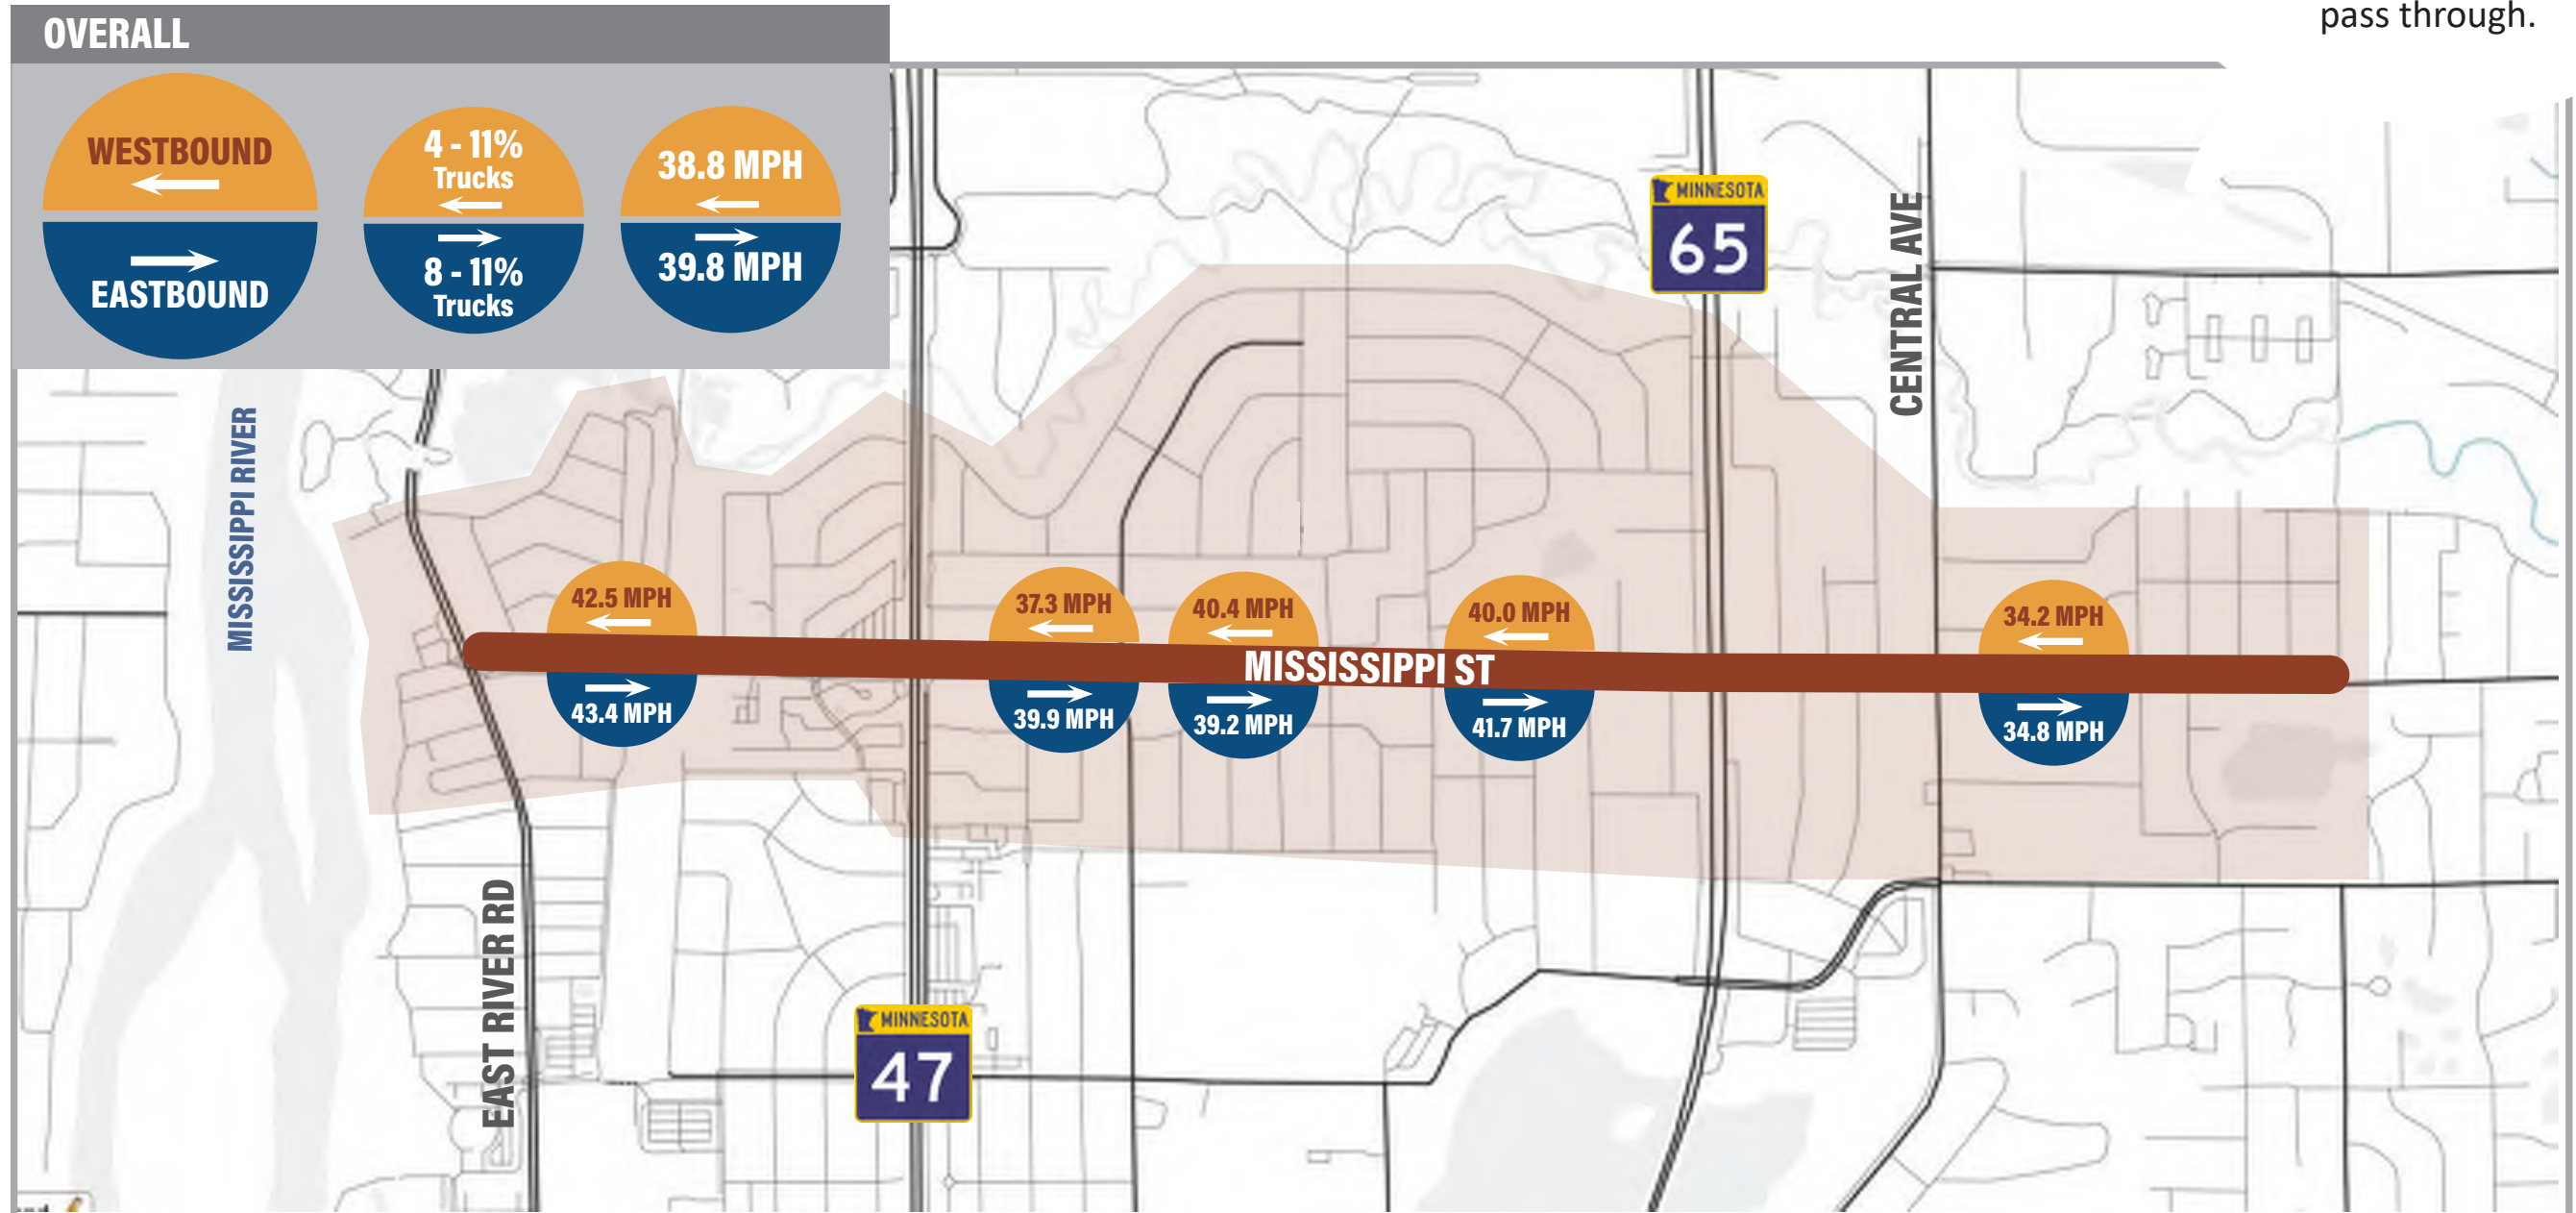 pass through.
OVERALL
WESTBOUND
EASTBOUND
4 - 11%
Trucks
8 - 11%
Trucks
38.8 MPH
39.8 MPH
MINNESOTA
65
CENTRAL AVE
MISSISSIPPI RIVER
42.5 MPH
43.4 MPH
37.3 MPH
39.9 MPH
40.4 MPH
39.2 MPH
40.0 MPH
41.7 MPH
34.2 MPH
34.8 MPH
MISSISSIPPI ST
EAST RIVER RD
MINNESOTA
47